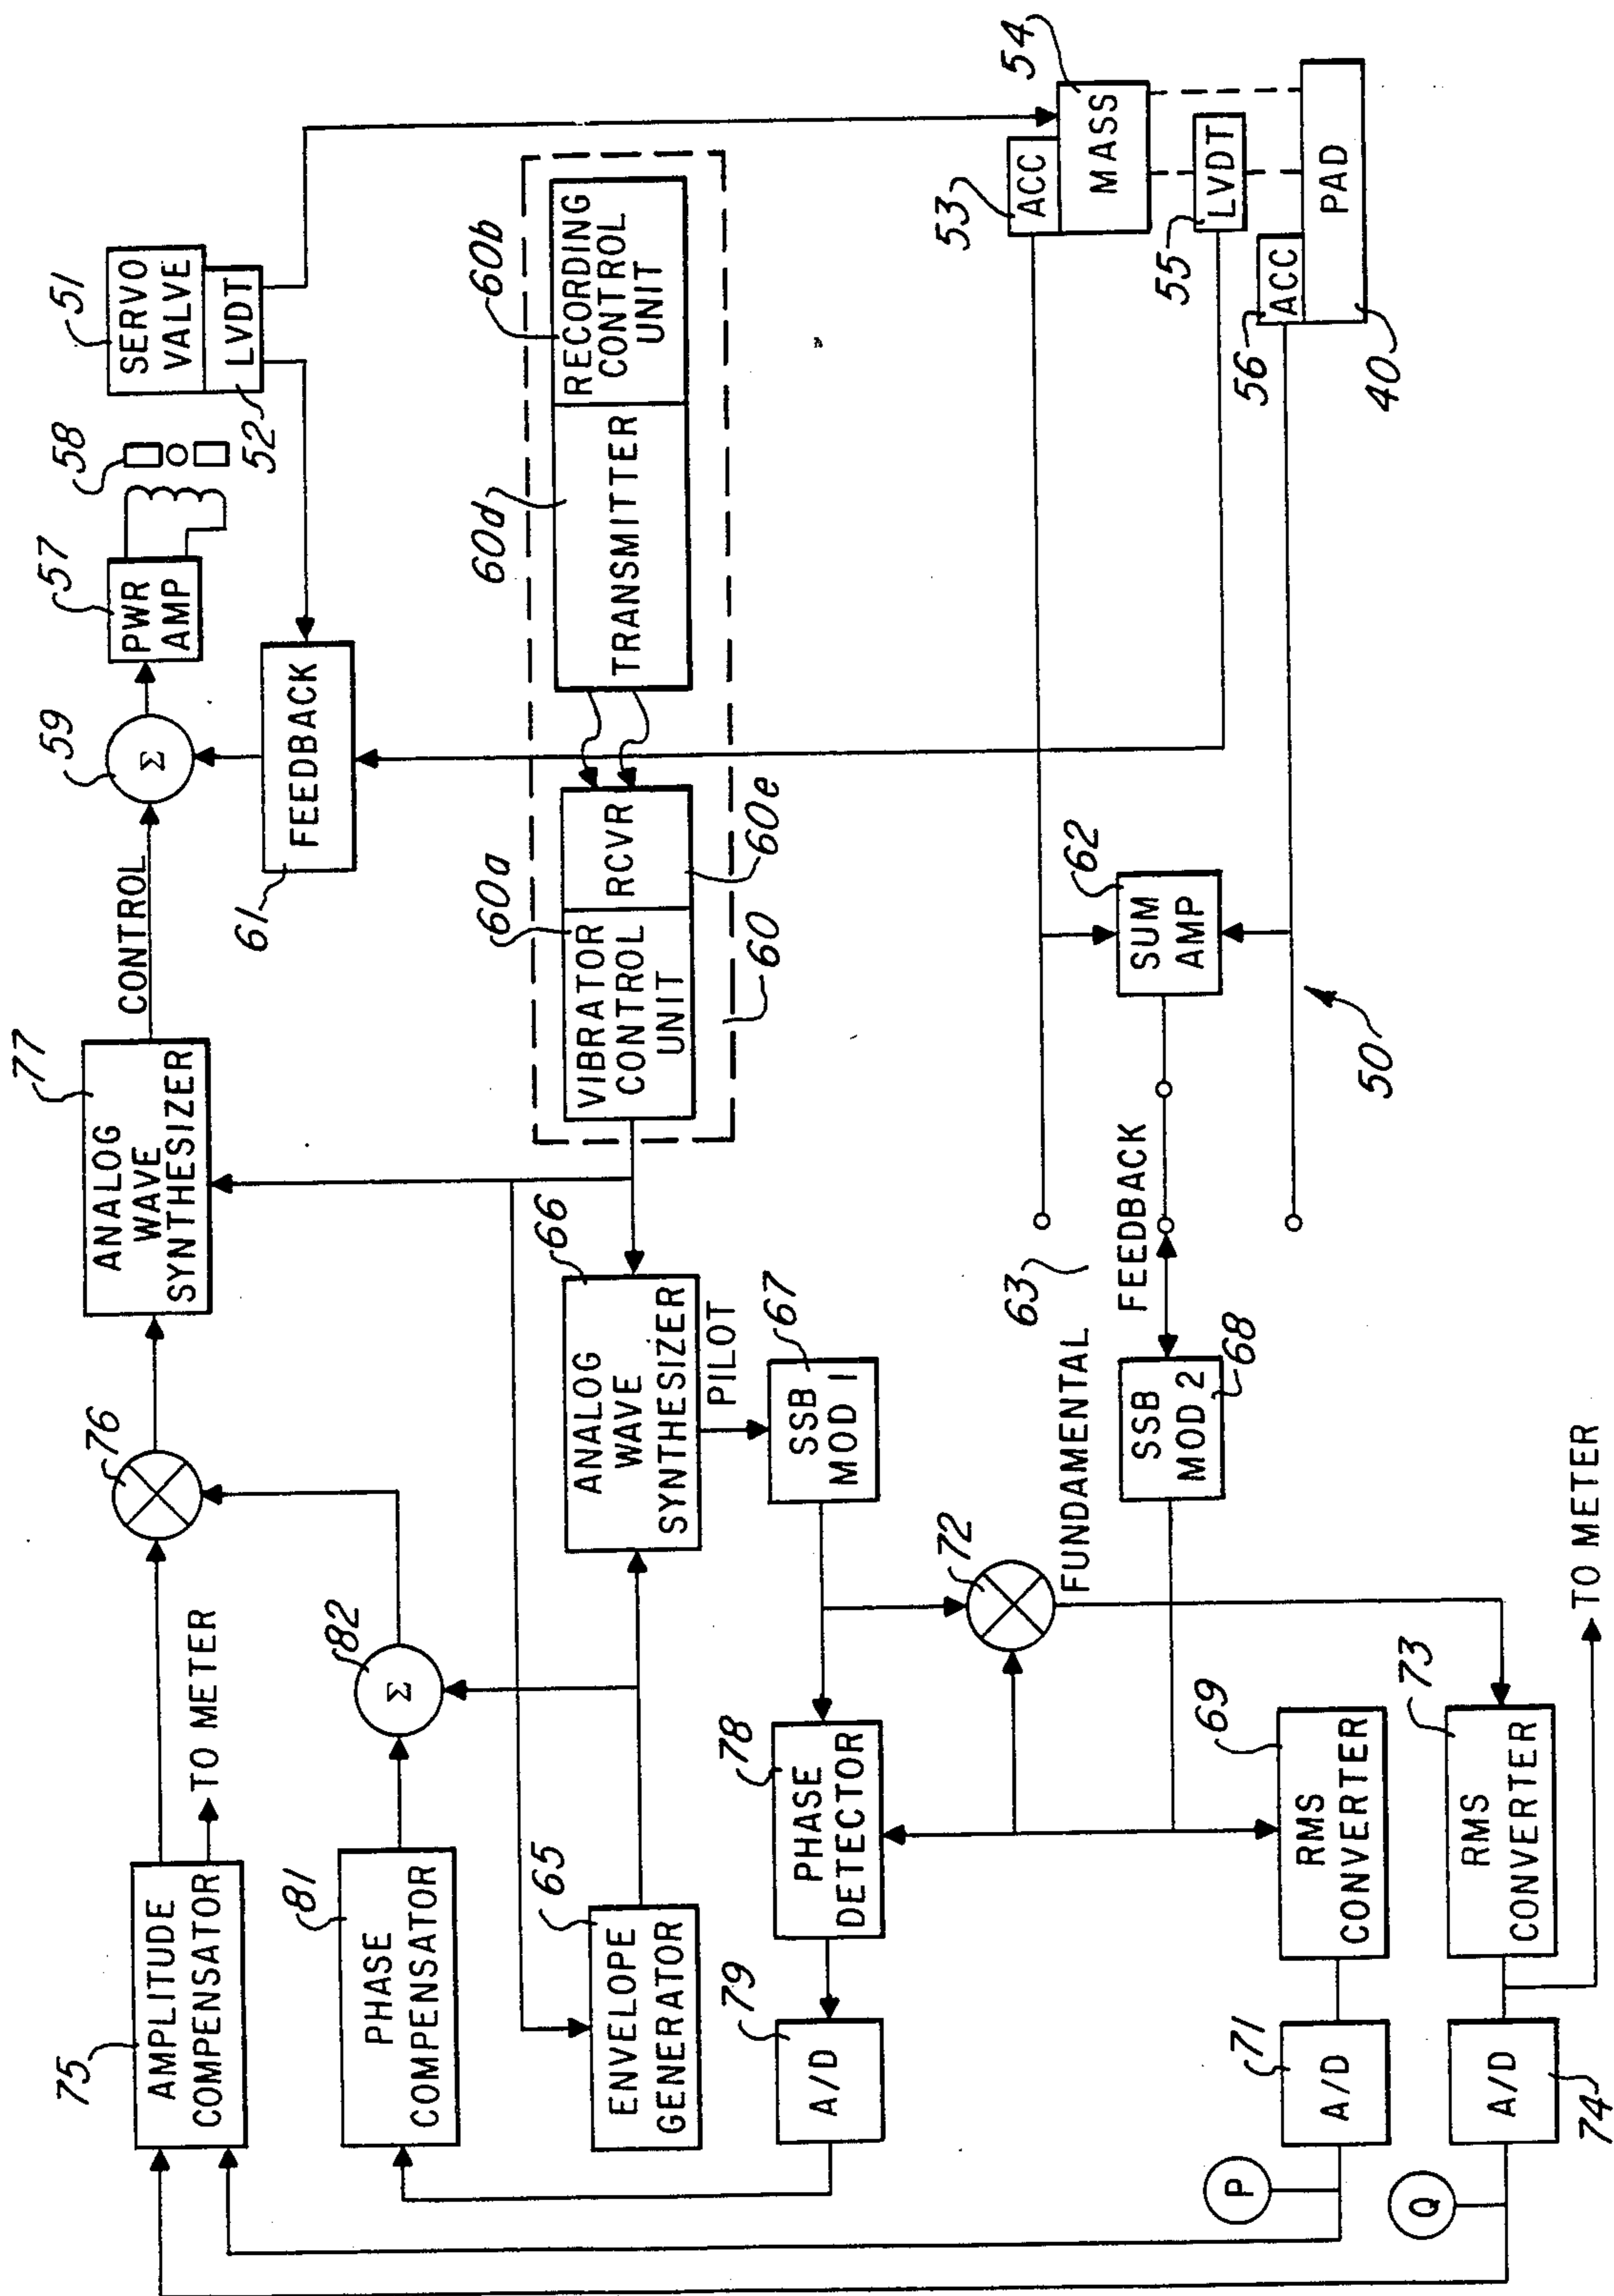 75
AMPLITUDE
COMPENSATOR
TO METER
76
77
ANALOG
WAVE
SYNTHESIZER
CONTROL
59
Σ
57
PWR
AMP
58
51
SERVO
VALVE
LVDT
52
81
PHASE
COMPENSATOR
82
Σ
61
FEEDBACK
65
ENVELOPE
GENERATOR
66
ANALOG
WAVE
SYNTHESIZER
PILOT
60a
VIBRATOR
CONTROL
UNIT
RCVR
60e
60
60d
TRANSMITTER
60b
RECORDING
CONTROL
UNIT
79
A/D
78
PHASE
DETECTOR
67
SSB
MOD 1
72
FUNDAMENTAL
63
FEEDBACK
68
SSB
MOD 2
62
SUM
AMP
50
53
ACC
54
MASS
55
LVDT
56
ACC
PAD
40
P
71
A/D
69
RMS
CONVERTER
Q
74
A/D
73
RMS
CONVERTER
TO METER